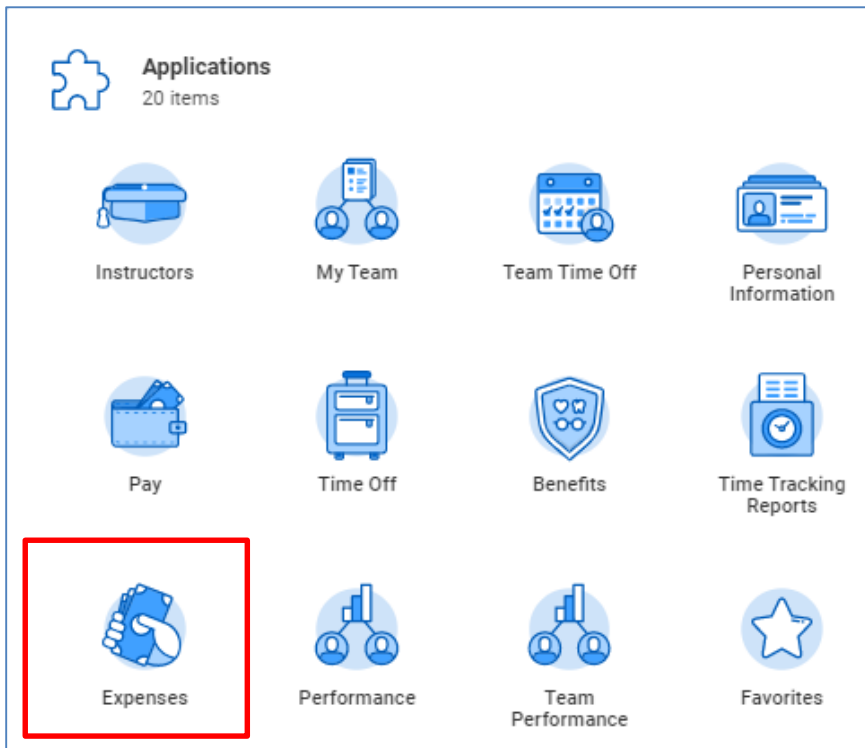 Applications
20 items
Instructors
My Team
Team Time Off
Personal
Information
Pay
Time Off
Benefits
Time Tracking
Reports
Expenses
Performance
Team
Performance
Favorites